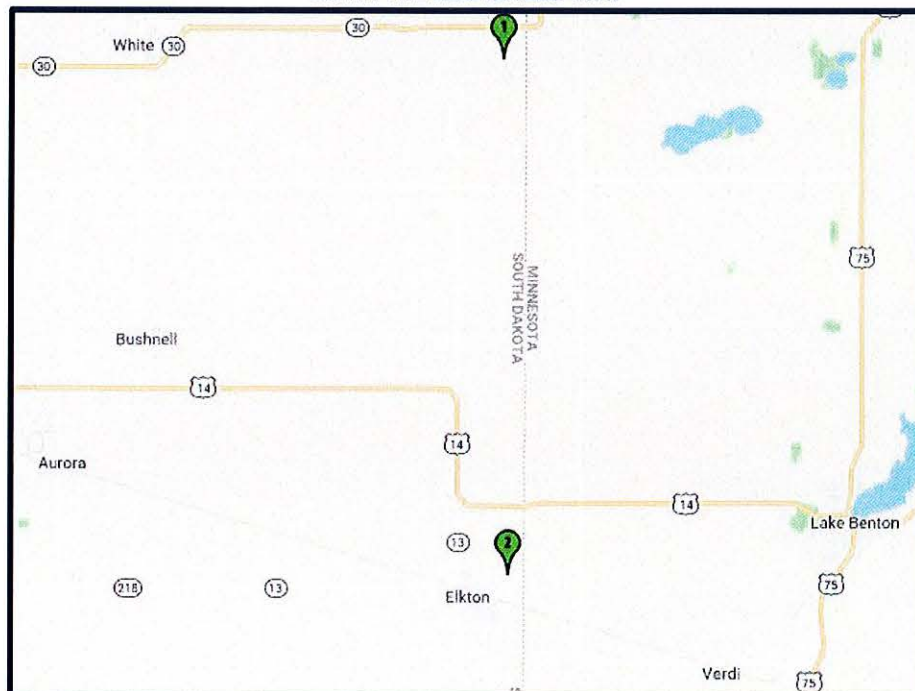 1
30
White
30
30
75
MINNESOTA
SOUTH DAKOTA
Bushnell
14
14
Aurora
14
Lake Benton
2
13
218
13
75
Elkton
Verdi
75